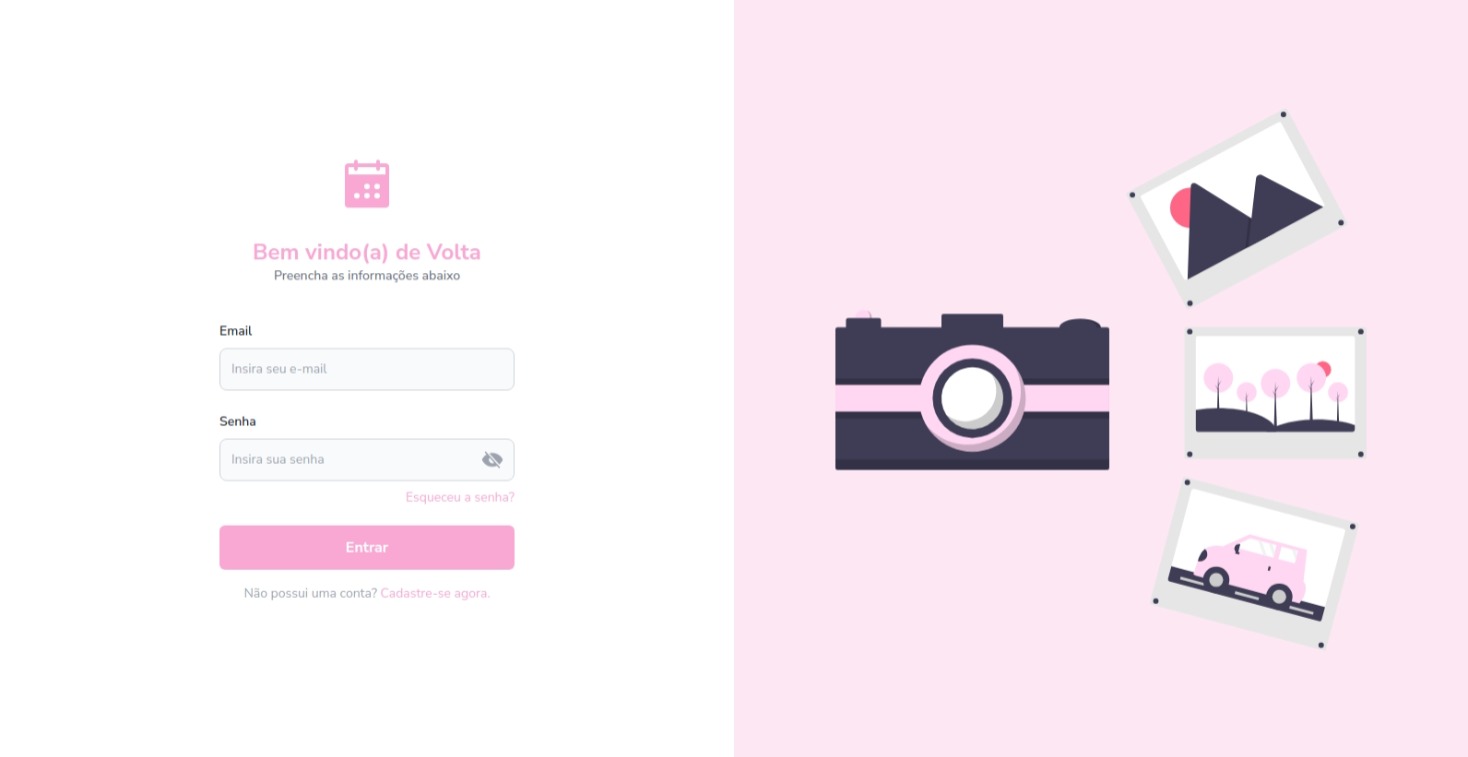 Bem vindo(a) de Volta
Preencha as informações abaixo
Email
Insira seu e-mail
Senha
Insira sua senha
Esqueceu a senha?
Entrar
Não possui uma conta? Cadastre-se agora.